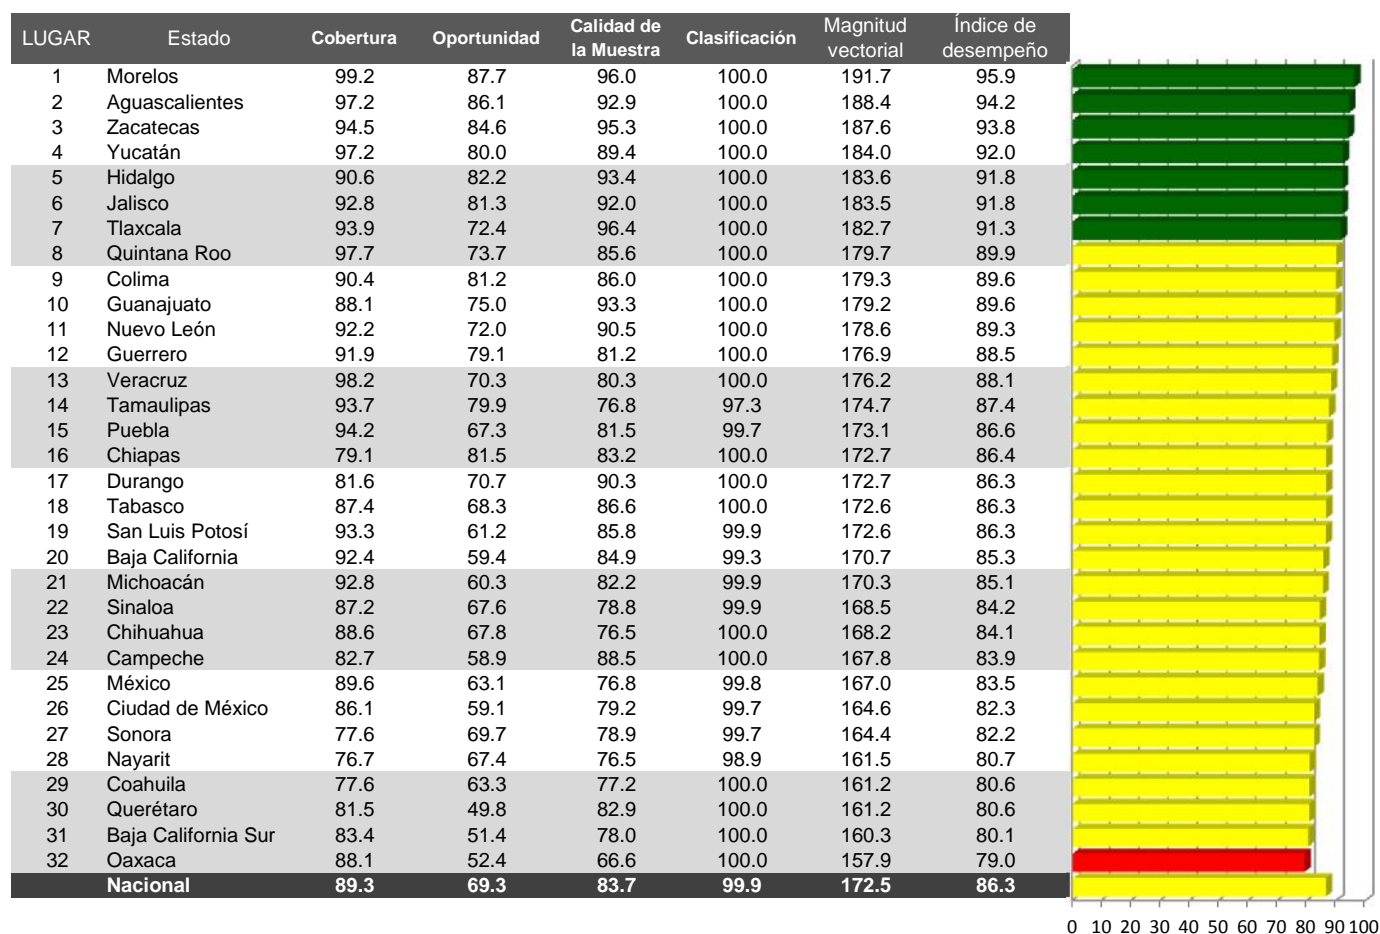 LUGAR Estado Cobertura Oportunidad Calidad de la Muestra Clasificación Magnitud vectorial Índice de desempeño
1 Morelos 99.2 87.7 96.0 100.0 191.7 95.9
2 Aguascalientes 97.2 86.1 92.9 100.0 188.4 94.2
3 Zacatecas 94.5 84.6 95.3 100.0 187.6 93.8
4 Yucatán 97.2 80.0 89.4 100.0 184.0 92.0
5 Hidalgo 90.6 82.2 93.4 100.0 183.6 91.8
6 Jalisco 92.8 81.3 92.0 100.0 183.5 91.8
7 Tlaxcala 93.9 72.4 96.4 100.0 182.7 91.3
8 Quintana Roo 97.7 73.7 85.6 100.0 179.7 89.9
9 Colima 90.4 81.2 86.0 100.0 179.3 89.6
10 Guanajuato 88.1 75.0 93.3 100.0 179.2 89.6
11 Nuevo León 92.2 72.0 90.5 100.0 178.6 89.3
12 Guerrero 91.9 79.1 81.2 100.0 176.9 88.5
13 Veracruz 98.2 70.3 80.3 100.0 176.2 88.1
14 Tamaulipas 93.7 79.9 76.8 97.3 174.7 87.4
15 Puebla 94.2 67.3 81.5 99.7 173.1 86.6
16 Chiapas 79.1 81.5 83.2 100.0 172.7 86.4
17 Durango 81.6 70.7 90.3 100.0 172.7 86.3
18 Tabasco 87.4 68.3 86.6 100.0 172.6 86.3
19 San Luis Potosí 93.3 61.2 85.8 99.9 172.6 86.3
20 Baja California 92.4 59.4 84.9 99.3 170.7 85.3
21 Michoacán 92.8 60.3 82.2 99.9 170.3 85.1
22 Sinaloa 87.2 67.6 78.8 99.9 168.5 84.2
23 Chihuahua 88.6 67.8 76.5 100.0 168.2 84.1
24 Campeche 82.7 58.9 88.5 100.0 167.8 83.9
25 México 89.6 63.1 76.8 99.8 167.0 83.5
26 Ciudad de México 86.1 59.1 79.2 99.7 164.6 82.3
27 Sonora 77.6 69.7 78.9 99.7 164.4 82.2
28 Nayarit 76.7 67.4 76.5 98.9 161.5 80.7
29 Coahuila 77.6 63.3 77.2 100.0 161.2 80.6
30 Querétaro 81.5 49.8 82.9 100.0 161.2 80.6
31 Baja California Sur 83.4 51.4 78.0 100.0 160.3 80.1
32 Oaxaca 88.1 52.4 66.6 100.0 157.9 79.0
Nacional 89.3 69.3 83.7 99.9 172.5 86.3
0 10 20 30 40 50 60 70 80 90 100